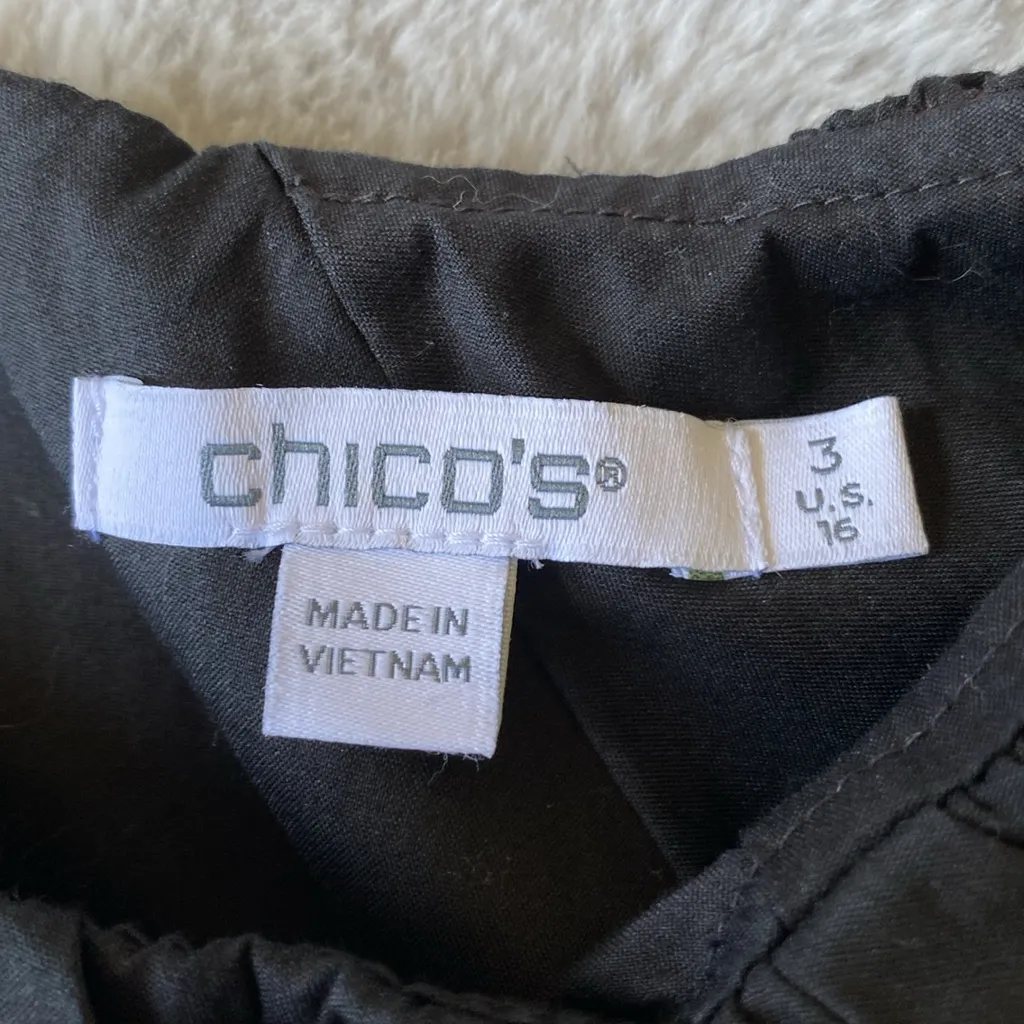 chico's®
3
U.S.
16
MADE IN
VIETNAM